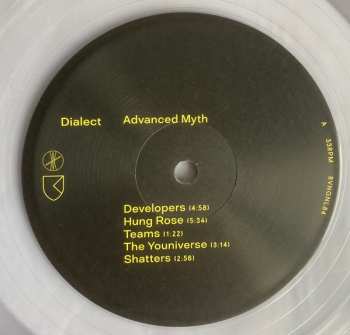 Dialect Advanced Myth
Developers (4:58)
Hung Rose (5:34)
Teams (1:22)
The Youniverse (3:14)
Shatters (2:56)
A 33RPM RVNGNL84